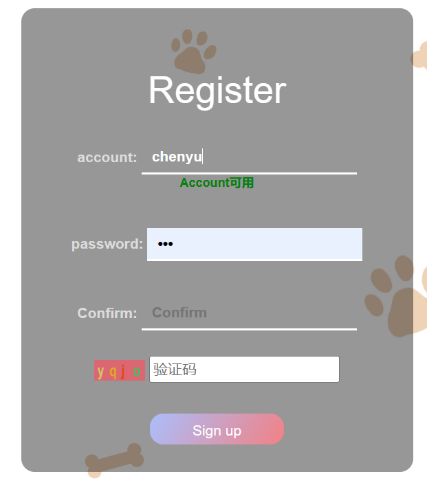 Register
account: chenyu
Account可用
password: •••
Confirm: Confirm
yqjo 验证码
Sign up